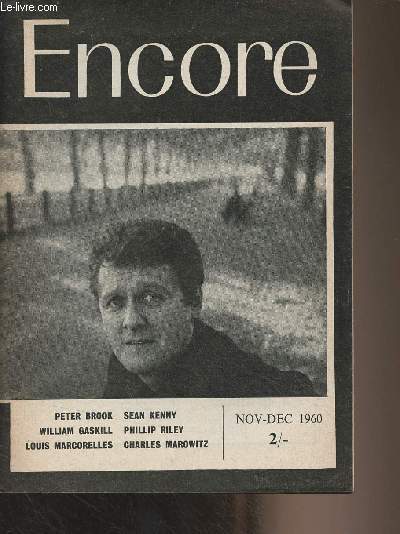 Le-livre.com
Encore
PETER BROOK SEAN KENNY
WILLIAM GASKILL PHILLIP RILEY
LOUIS MARCORELLES CHARLES MAROWITZ
NOV-DEC 1960
2/-